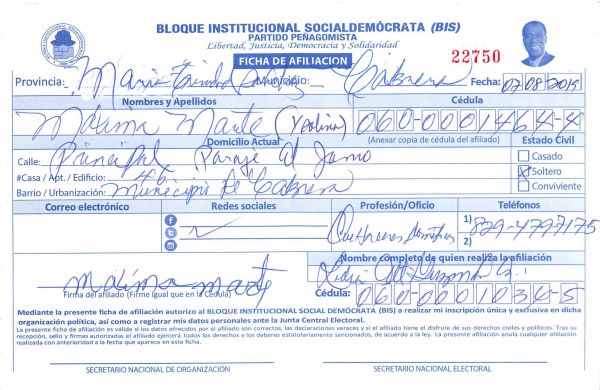 BLOQUE INSTITUCIONAL SOCIALDEMÓCRATA (BIS)
PARTIDO PEÑAGOMISTA
Libertad, Justicia, Democracia y Solidaridad
FICHA DE AFILIACION
22750
Provincia: Maria Trinidad Municipio: Cabrera Fecha: 07/08/2019
Nombres y Apellidos Cédula
Máxima Marte 060-0001464-4
Domicilio Actual (Anexar copia de cédula del afiliado)
Calle: Principal Paraje Al Jamo Estado Civil
Casado
#Casa / Apt. / Edificio: 46 X Soltero
Barrio / Urbanización: Municipio de Cabrera Conviviente
Correo electrónico Redes sociales Profesión/Oficio Teléfonos
1) 829-4797175
Domésticos 2)
Nombre completo de quien realiza la afiliación
Maxima marte
Firma del afiliado (Firme igual que en la Cédula) Cédula: 060-0001034-5
Mediante la presente ficha de afiliación autorizo al BLOQUE INSTITUCIONAL SOCIAL DEMÓCRATA (BIS) a realizar mi inscripción única y exclusiva en dicha
organización política, así como a registrar mis datos personales ante la Junta Central Electoral.
La presente ficha de afiliación es válida si los datos ofrecidos por el afiliado son correctos, las declaraciones veraces y si el afiliado tiene el disfrute de sus derechos civiles y políticos. Tras su
recepción, sello y firmas autorizadas el afiliado ejercerá todos los derechos y los deberes estatutariamente sancionados, de acuerdo a la ley. La presente afiliación anula cualquier afiliación
realizada con anterioridad a la fecha que aparece en esta ficha.
SECRETARIO NACIONAL DE ORGANIZACIÓN SECRETARIO NACIONAL ELECTORAL